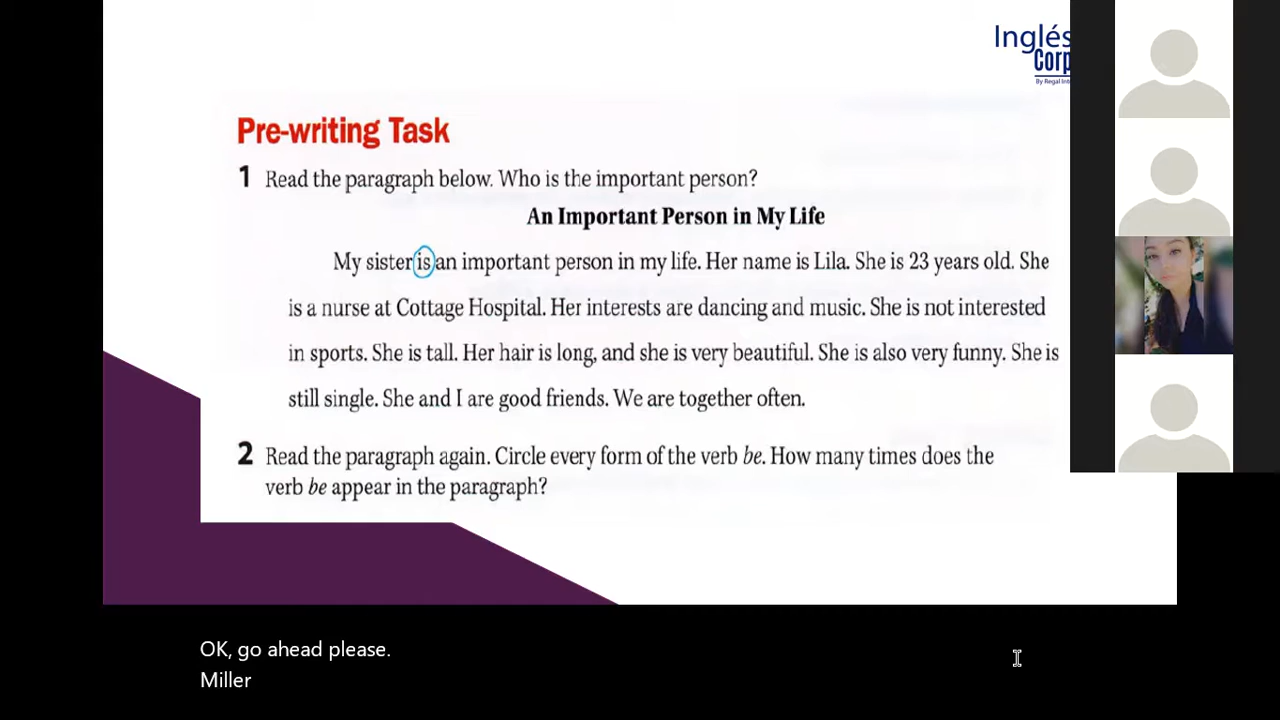 Inglés
Corp
By Regal Int
Pre-writing Task
1 Read the paragraph below. Who is the important person?
An Important Person in My Life
My sister is an important person in my life. Her name is Lila. She is 23 years old. She
is a nurse at Cottage Hospital. Her interests are dancing and music. She is not interested
in sports. She is tall. Her hair is long, and she is very beautiful. She is also very funny. She is
still single. She and I are good friends. We are together often.
2 Read the paragraph again. Circle every form of the verb be. How many times does the
verb be appear in the paragraph?
OK, go ahead please.
Miller